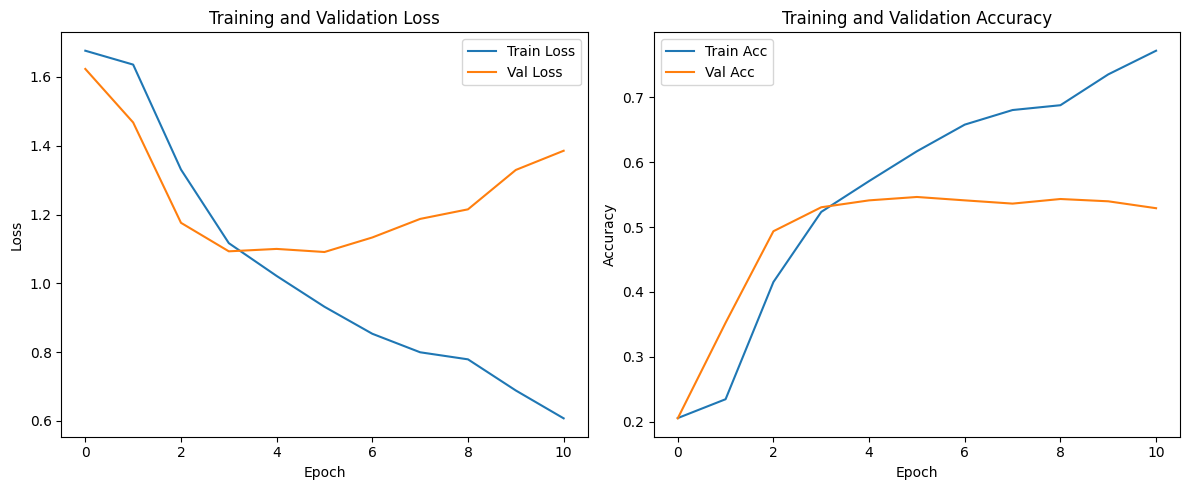 Training and Validation Loss
Train Loss
Val Loss
1.6
1.4
1.2
1.0
0.8
0.6
Loss
0
2
4
6
8
10
Epoch
Training and Validation Accuracy
Train Acc
Val Acc
0.7
0.6
0.5
0.4
0.3
0.2
Accuracy
0
2
4
6
8
10
Epoch